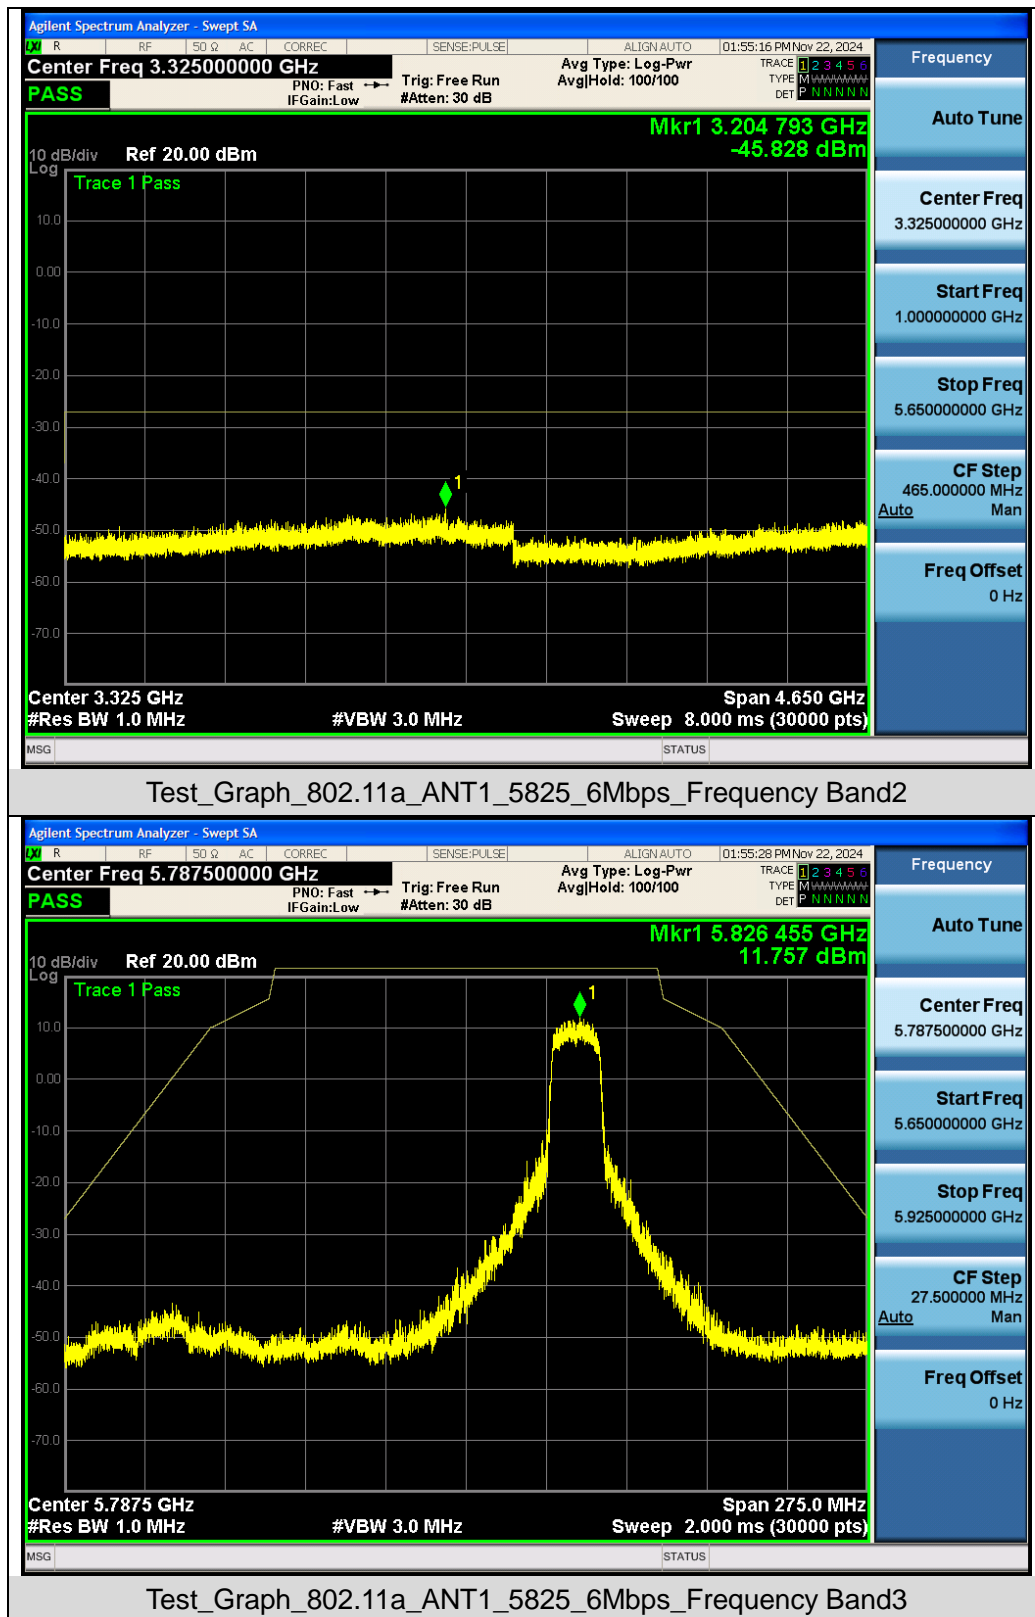 Agilent Spectrum Analyzer - Swept SA
LXI R RF 50 Ω AC CORREC SENSE:PULSE ALIGN AUTO 01:55:16 PM Nov 22, 2024
Center Freq 3.325000000 GHz
PASS
PNO: Fast
IFGain:Low
Trig: Free Run
#Atten: 30 dB
Avg Type: Log-Pwr
Avg|Hold: 100/100
TRACE 1 2 3 4 5 6
TYPE M
DET P N N N N N
Mkr1 3.204 793 GHz
-45.828 dBm
10 dB/div Ref 20.00 dBm
Log
Trace 1 Pass
10.0
0.00
-10.0
-20.0
-30.0
-40.0
-50.0
-60.0
-70.0
1
Center 3.325 GHz Span 4.650 GHz
#Res BW 1.0 MHz #VBW 3.0 MHz Sweep 8.000 ms (30000 pts)
MSG STATUS
Frequency
Auto Tune
Center Freq
3.325000000 GHz
Start Freq
1.000000000 GHz
Stop Freq
5.650000000 GHz
CF Step
465.000000 MHz
Auto Man
Freq Offset
0 Hz
Test_Graph_802.11a_ANT1_5825_6Mbps_Frequency Band2
Agilent Spectrum Analyzer - Swept SA
LXI R RF 50 Ω AC CORREC SENSE:PULSE ALIGN AUTO 01:55:28 PM Nov 22, 2024
Center Freq 5.787500000 GHz
PASS
PNO: Fast
IFGain:Low
Trig: Free Run
#Atten: 30 dB
Avg Type: Log-Pwr
Avg|Hold: 100/100
TRACE 1 2 3 4 5 6
TYPE M
DET P N N N N N
Mkr1 5.826 455 GHz
11.757 dBm
10 dB/div Ref 20.00 dBm
Log
Trace 1 Pass
10.0
0.00
-10.0
-20.0
-30.0
-40.0
-50.0
-60.0
-70.0
1
Center 5.7875 GHz Span 275.0 MHz
#Res BW 1.0 MHz #VBW 3.0 MHz Sweep 2.000 ms (30000 pts)
MSG STATUS
Frequency
Auto Tune
Center Freq
5.787500000 GHz
Start Freq
5.650000000 GHz
Stop Freq
5.925000000 GHz
CF Step
27.500000 MHz
Auto Man
Freq Offset
0 Hz
Test_Graph_802.11a_ANT1_5825_6Mbps_Frequency Band3